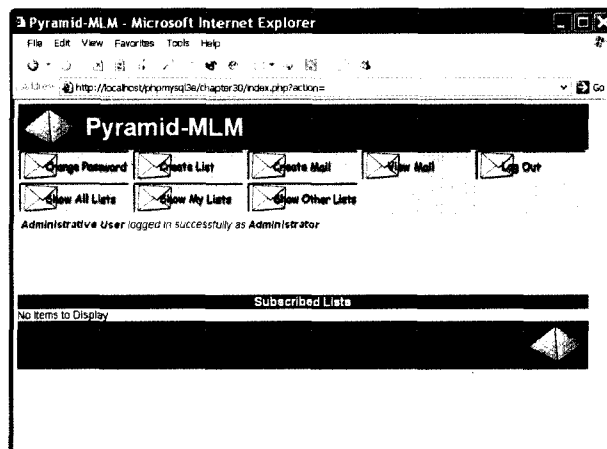 Pyramid-MLM - Microsoft Internet Explorer
File Edit View Favorites Tools Help
Address http://localhost/phpmysql3e/chapter30/index.php?action= Go
Pyramid-MLM
Change Password Create List Create Mail View Mail Log Out
Show All Lists Show My Lists Show Other Lists
Administrative User logged in successfully as Administrator
Subscribed Lists
No Items to Display